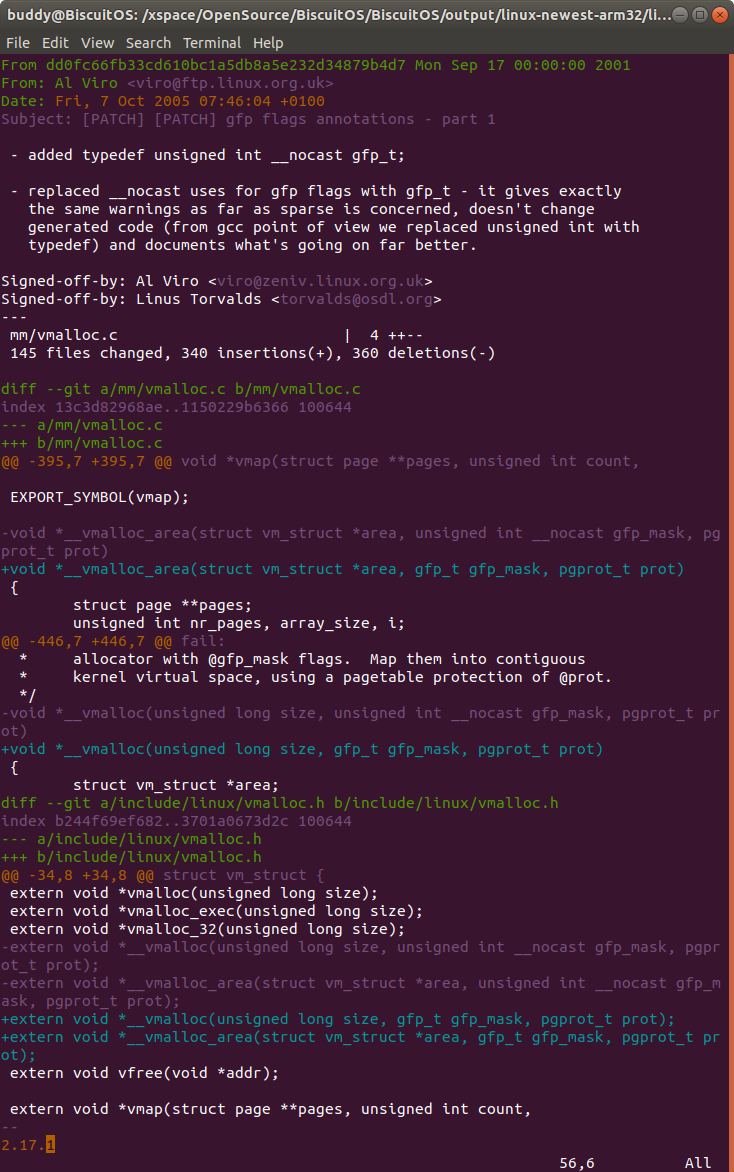 buddy@BiscuitOS: /xspace/OpenSource/BiscuitOS/BiscuitOS/output/linux-newest-arm32/li...
File Edit View Search Terminal Help
From dd0fc66fb33cd610bc1a5db8a5e232d34879b4d7 Mon Sep 17 00:00:00 2001
From: Al Viro <viro@ftp.linux.org.uk>
Date: Fri, 7 Oct 2005 07:46:04 +0100
Subject: [PATCH] [PATCH] gfp flags annotations - part 1

 - added typedef unsigned int __nocast gfp_t;

 - replaced __nocast uses for gfp flags with gfp_t - it gives exactly
   the same warnings as far as sparse is concerned, doesn't change
   generated code (from gcc point of view we replaced unsigned int with
   typedef) and documents what's going on far better.

Signed-off-by: Al Viro <viro@zeniv.linux.org.uk>
Signed-off-by: Linus Torvalds <torvalds@osdl.org>
---
 mm/vmalloc.c                         |  4 ++--
 145 files changed, 340 insertions(+), 360 deletions(-)

diff --git a/mm/vmalloc.c b/mm/vmalloc.c
index 13c3d82968ae..1150229b6366 100644
--- a/mm/vmalloc.c
+++ b/mm/vmalloc.c
@@ -395,7 +395,7 @@ void *vmap(struct page **pages, unsigned int count,

 EXPORT_SYMBOL(vmap);

-void *__vmalloc_area(struct vm_struct *area, unsigned int __nocast gfp_mask, pg
prot_t prot)
+void *__vmalloc_area(struct vm_struct *area, gfp_t gfp_mask, pgprot_t prot)
 {
        struct page **pages;
        unsigned int nr_pages, array_size, i;
@@ -446,7 +446,7 @@ fail:
  *     allocator with @gfp_mask flags.  Map them into contiguous
  *     kernel virtual space, using a pagetable protection of @prot.
  */
-void *__vmalloc(unsigned long size, unsigned int __nocast gfp_mask, pgprot_t pr
ot)
+void *__vmalloc(unsigned long size, gfp_t gfp_mask, pgprot_t prot)
 {
        struct vm_struct *area;
diff --git a/include/linux/vmalloc.h b/include/linux/vmalloc.h
index b244f69ef682..3701a0673d2c 100644
--- a/include/linux/vmalloc.h
+++ b/include/linux/vmalloc.h
@@ -34,8 +34,8 @@ struct vm_struct {
 extern void *vmalloc(unsigned long size);
 extern void *vmalloc_exec(unsigned long size);
 extern void *vmalloc_32(unsigned long size);
-extern void *__vmalloc(unsigned long size, unsigned int __nocast gfp_mask, pgpr
ot_t prot);
-extern void *__vmalloc_area(struct vm_struct *area, unsigned int __nocast gfp_m
ask, pgprot_t prot);
+extern void *__vmalloc(unsigned long size, gfp_t gfp_mask, pgprot_t prot);
+extern void *__vmalloc_area(struct vm_struct *area, gfp_t gfp_mask, pgprot_t pr
ot);
 extern void vfree(void *addr);

 extern void *vmap(struct page **pages, unsigned int count,
--
2.17.1
56,6          All